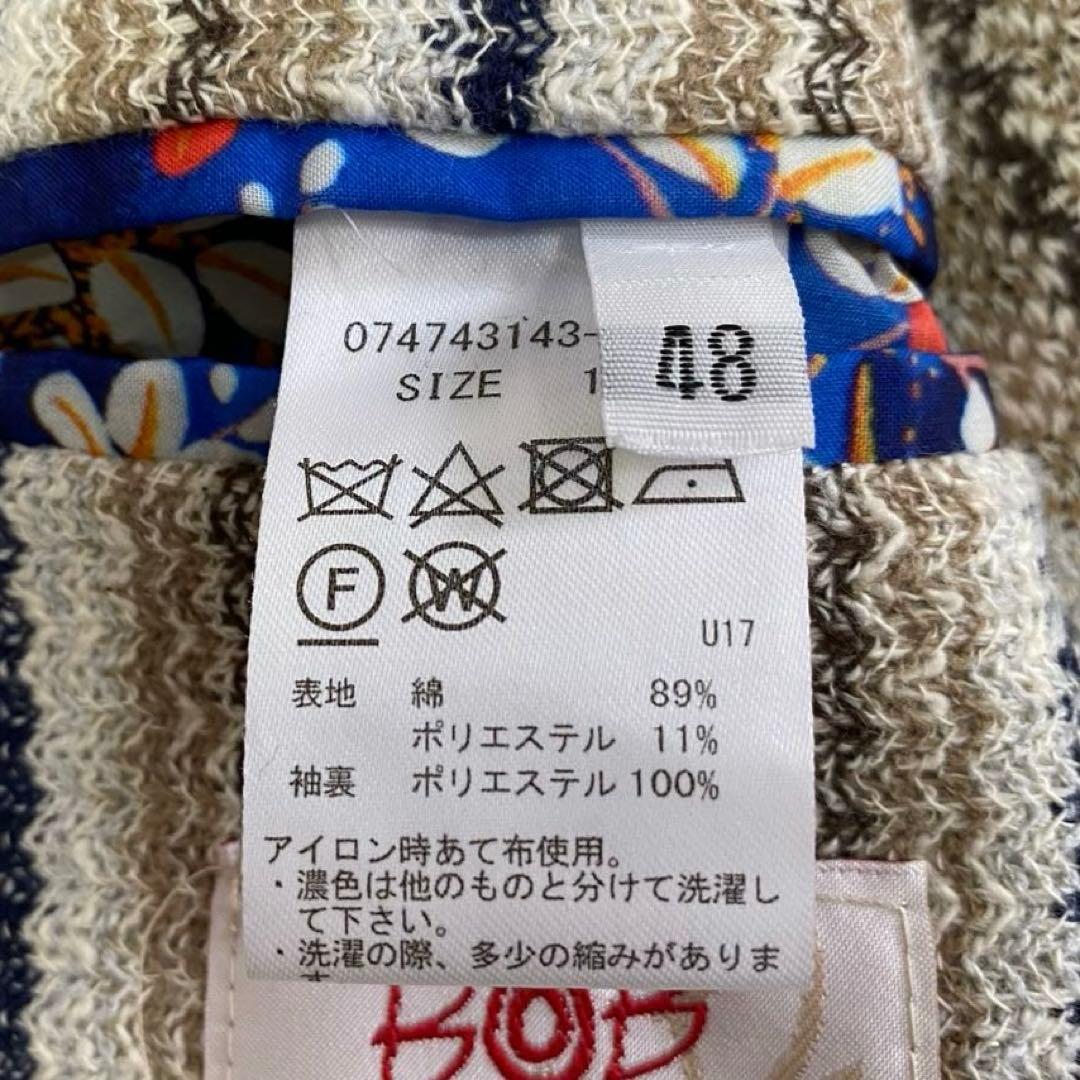 074743143-
SIZE 1
48
F
W
U17
表地 綿 89%
ポリエステル 11%
袖裏 ポリエステル 100%
アイロン時あて布使用。
・濃色は他のものと分けて洗濯し
て下さい。
・洗濯の際、多少の縮みがありま
す
BOB